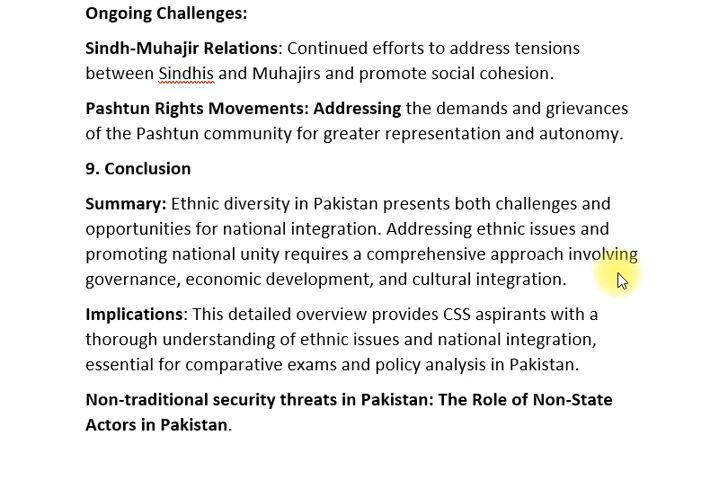 Ongoing Challenges:
Sindh-Muhajir Relations: Continued efforts to address tensions
between Sindhis and Muhajirs and promote social cohesion.
Pashtun Rights Movements: Addressing the demands and grievances
of the Pashtun community for greater representation and autonomy.
9. Conclusion
Summary: Ethnic diversity in Pakistan presents both challenges and
opportunities for national integration. Addressing ethnic issues and
promoting national unity requires a comprehensive approach involving
governance, economic development, and cultural integration.
Implications: This detailed overview provides CSS aspirants with a
thorough understanding of ethnic issues and national integration,
essential for comparative exams and policy analysis in Pakistan.
Non-traditional security threats in Pakistan: The Role of Non-State
Actors in Pakistan.